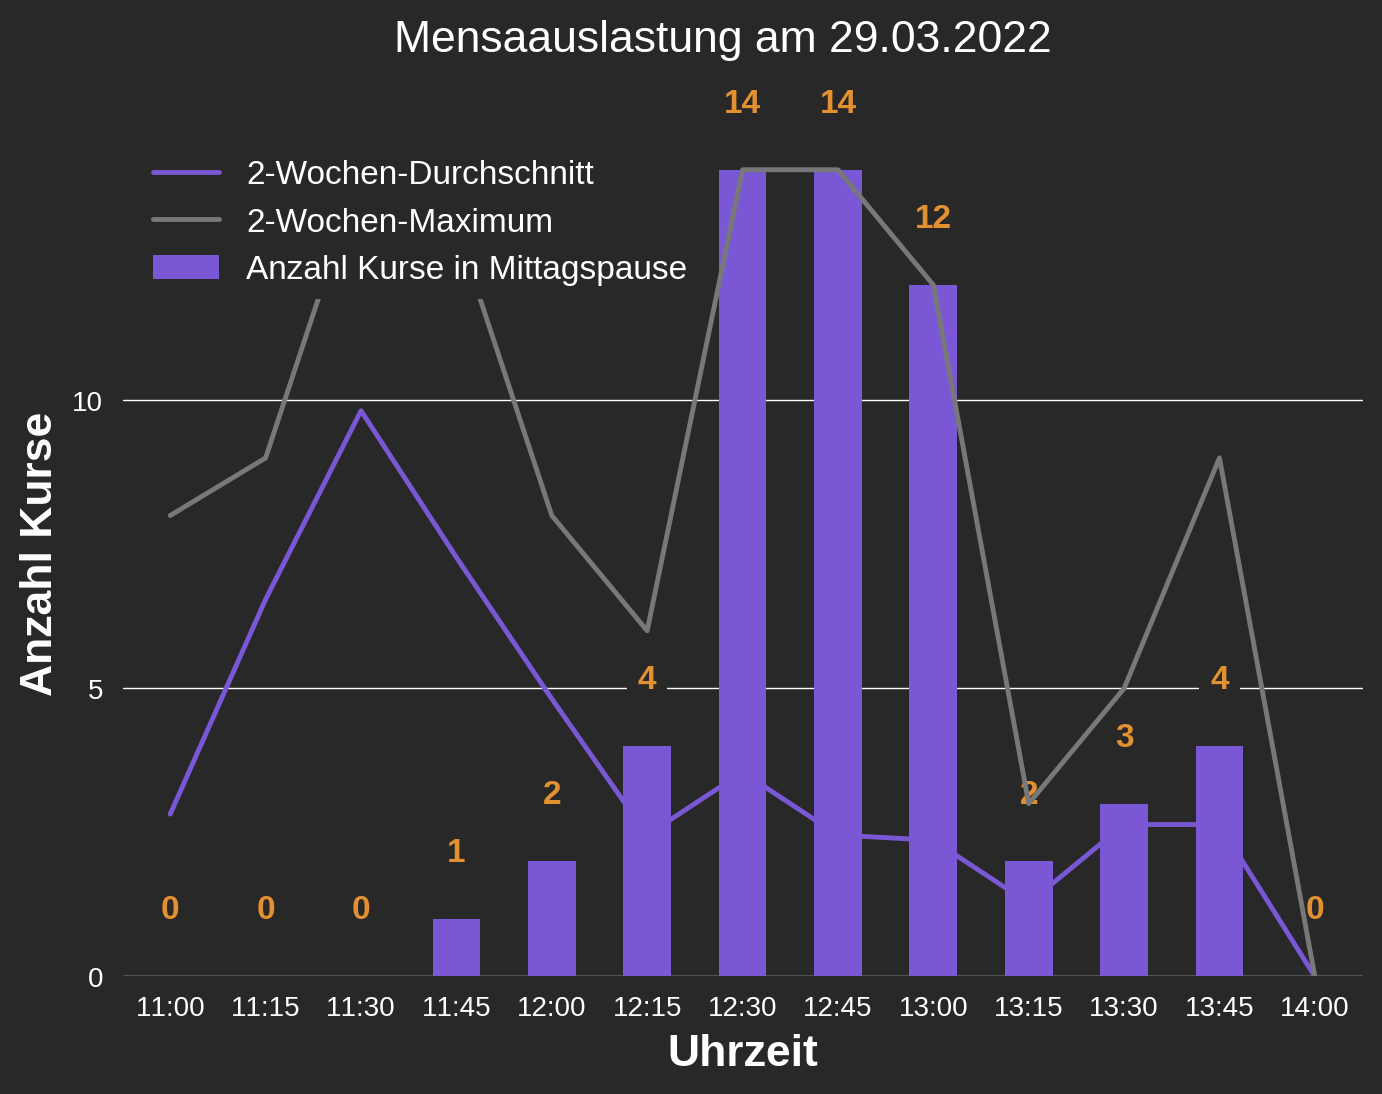 Mensaauslastung am 29.03.2022
14 14
2-Wochen-Durchschnitt
2-Wochen-Maximum
12
Anzahl Kurse in Mittagspause
10
Anzahl Kurse
5
4 4
3
2 2
1
0 0 0 0
0
11:00 11:15 11:30 11:45 12:00 12:15 12:30 12:45 13:00 13:15 13:30 13:45 14:00
Uhrzeit